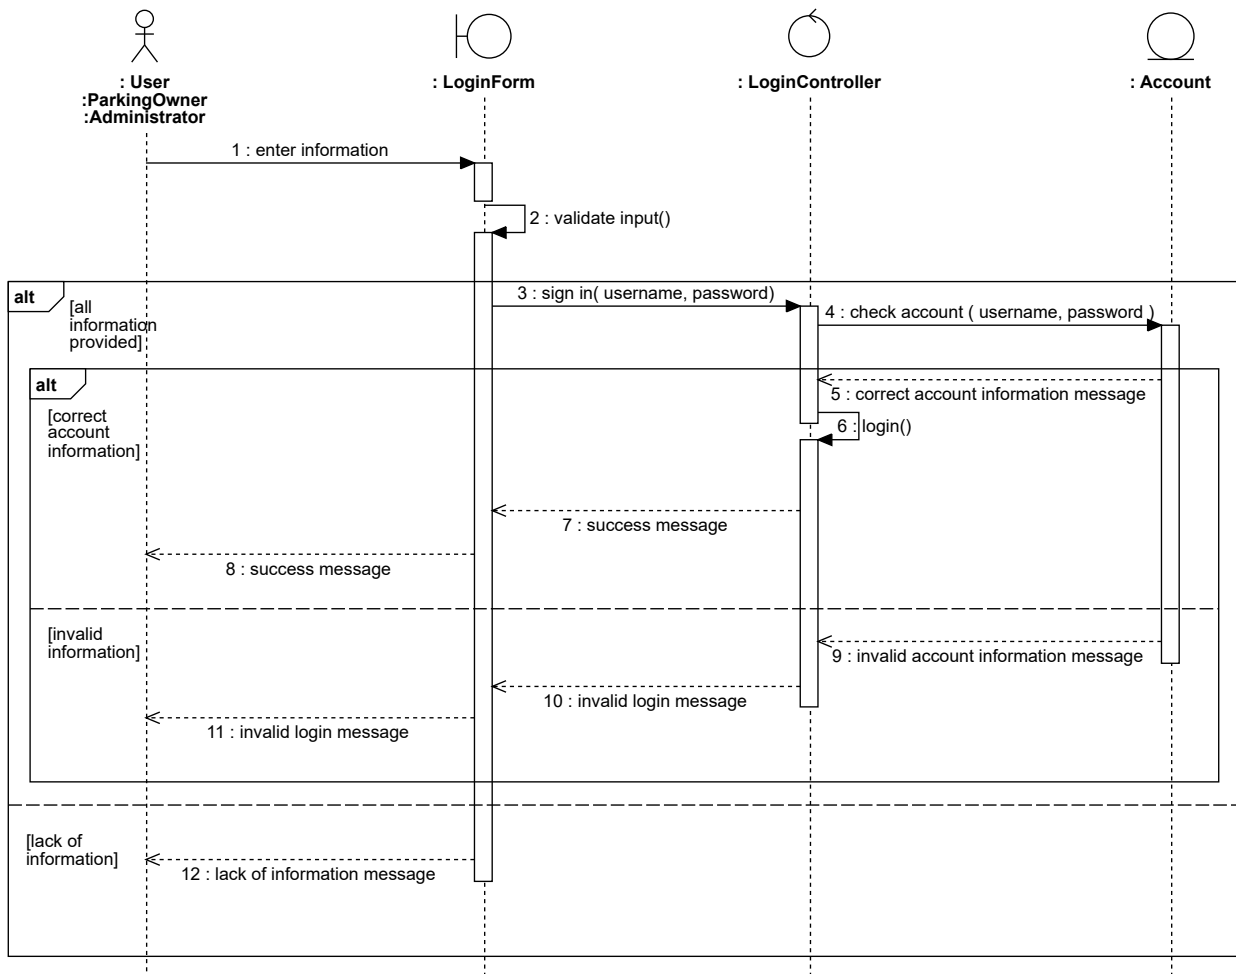 : User
:ParkingOwner
:Administrator
: LoginForm
: LoginController
: Account
1 : enter information
2 : validate input()
alt
[all
information
provided]
3 : sign in( username, password)
4 : check account ( username, password )
alt
[correct
account
information]
5 : correct account information message
6 : login()
7 : success message
8 : success message
[invalid
information]
9 : invalid account information message
10 : invalid login message
11 : invalid login message
[lack of
information]
12 : lack of information message